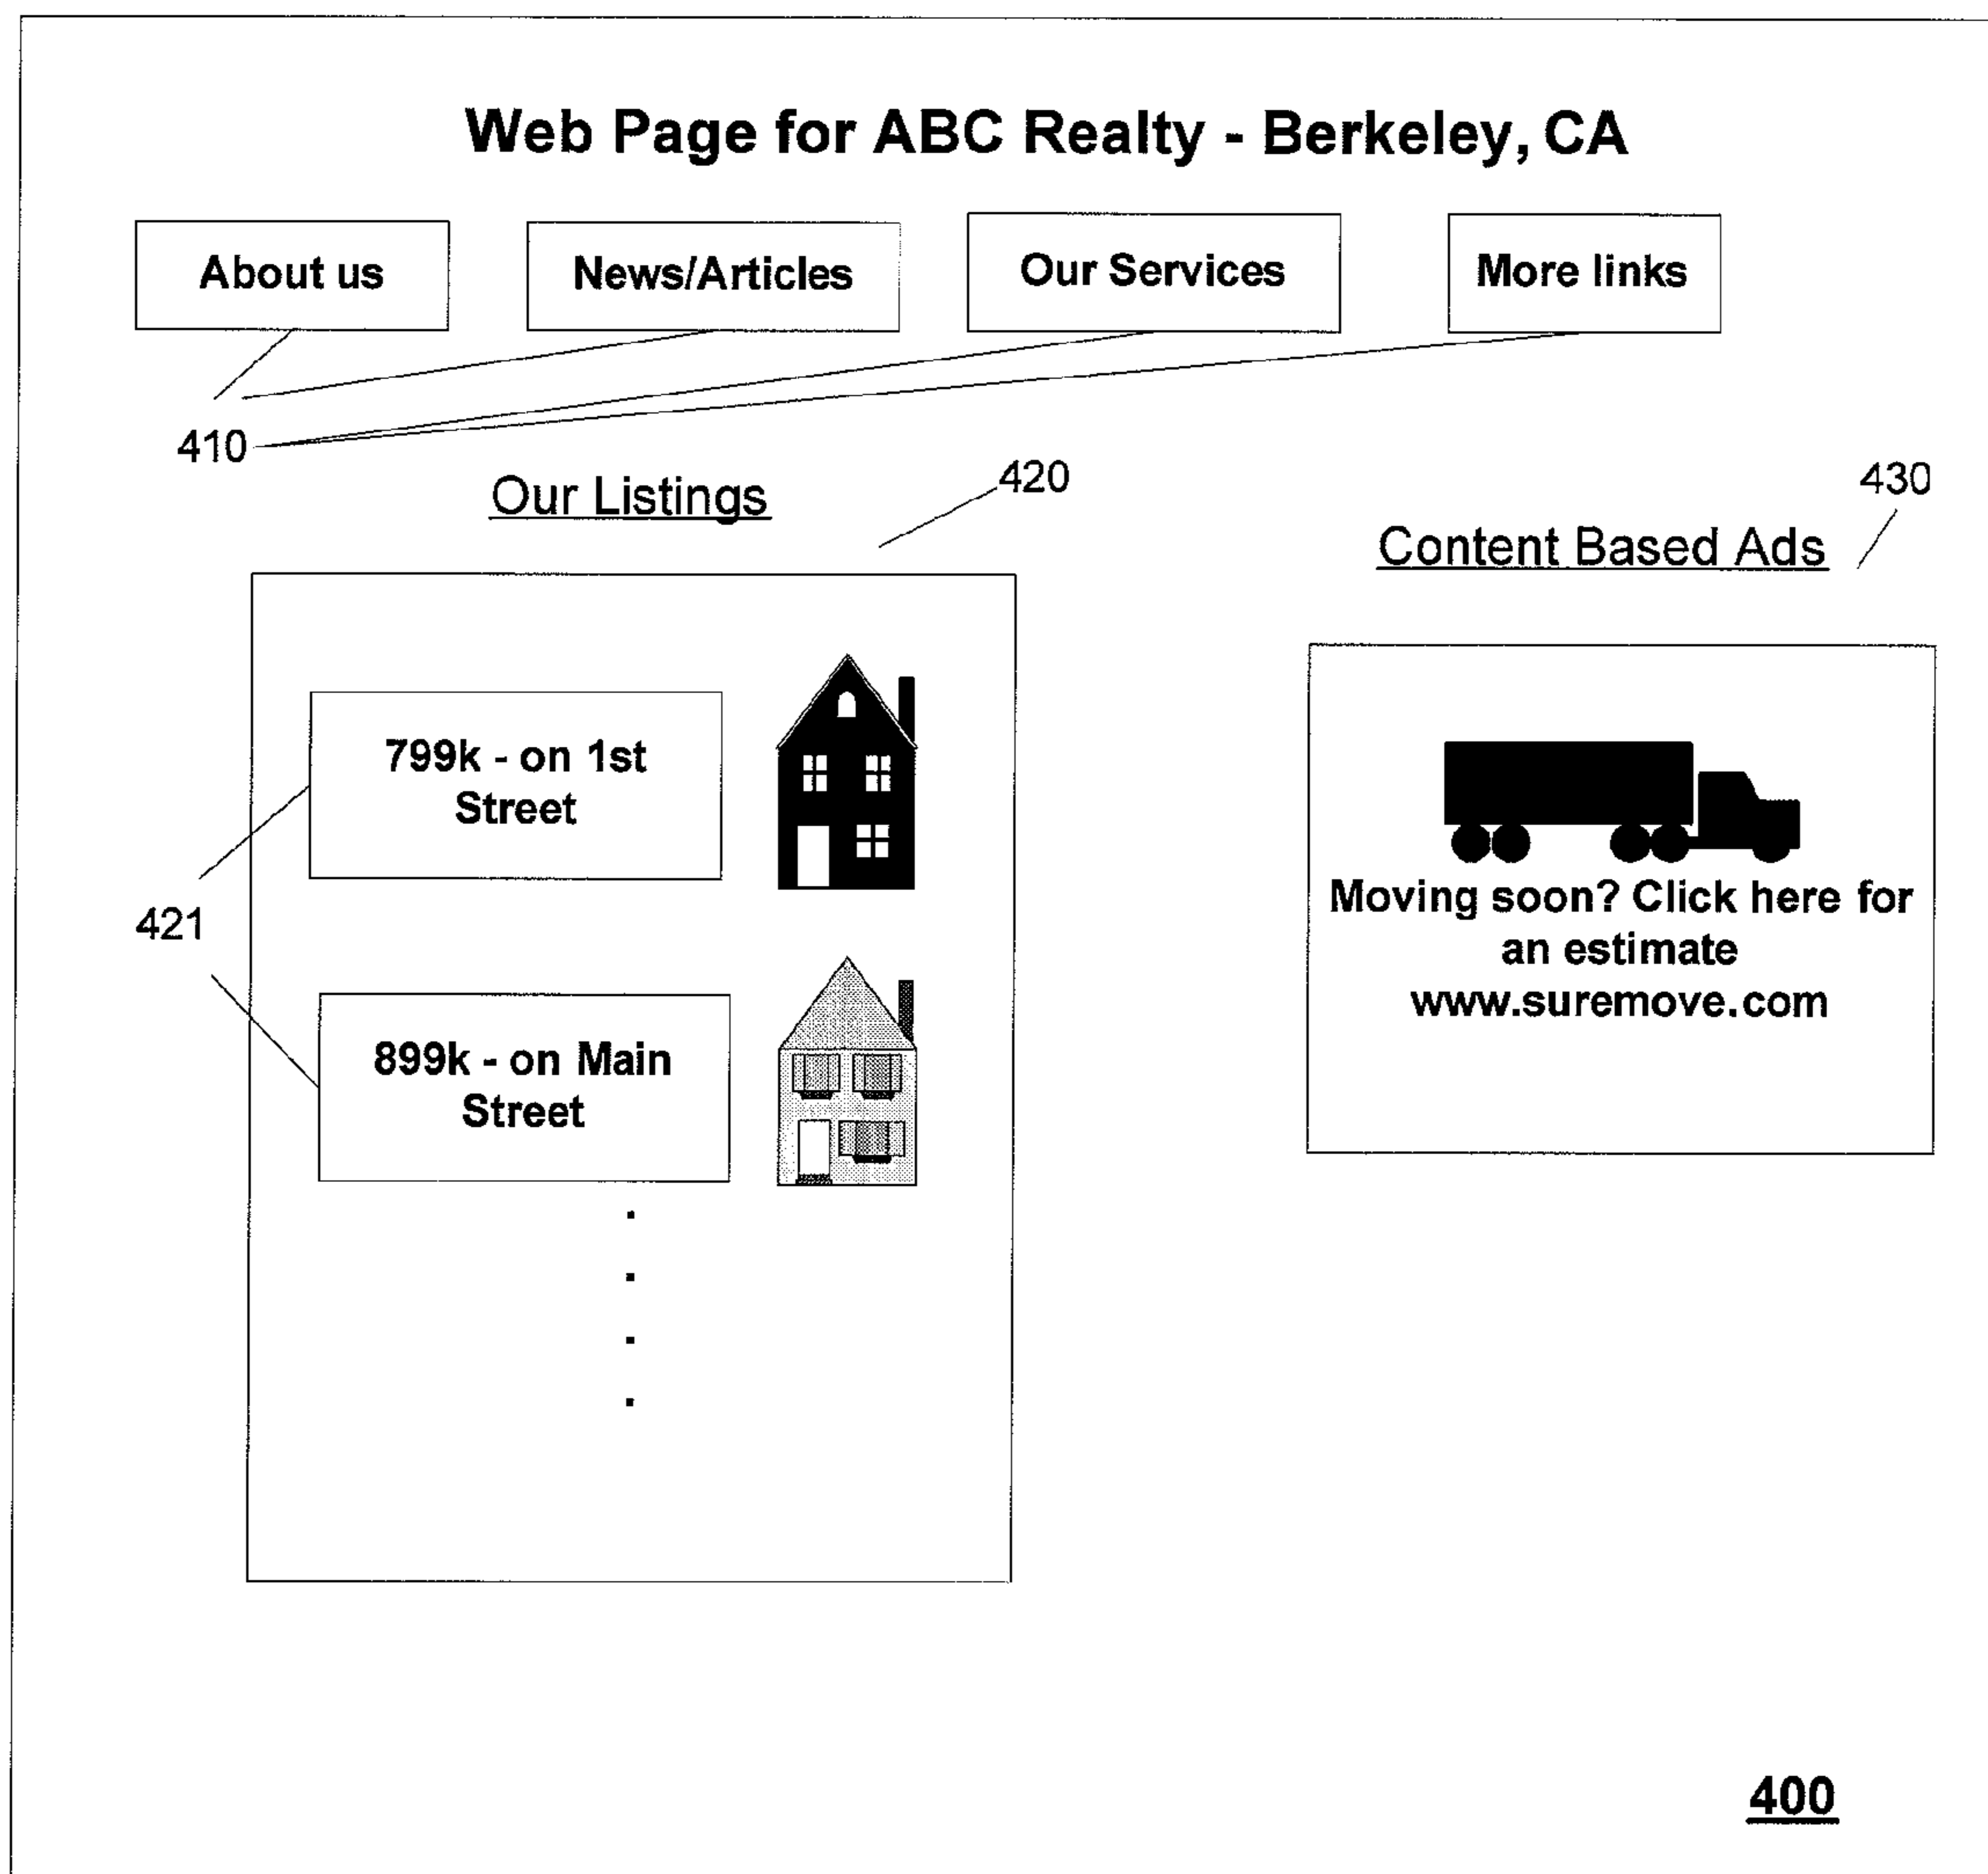 Web Page for ABC Realty - Berkeley, CA
About us
News/Articles
Our Services
More links
410
Our Listings
420
430
Content Based Ads
799k - on 1st
Street
421
899k - on Main
Street
Moving soon? Click here for
an estimate
www.suremove.com
400